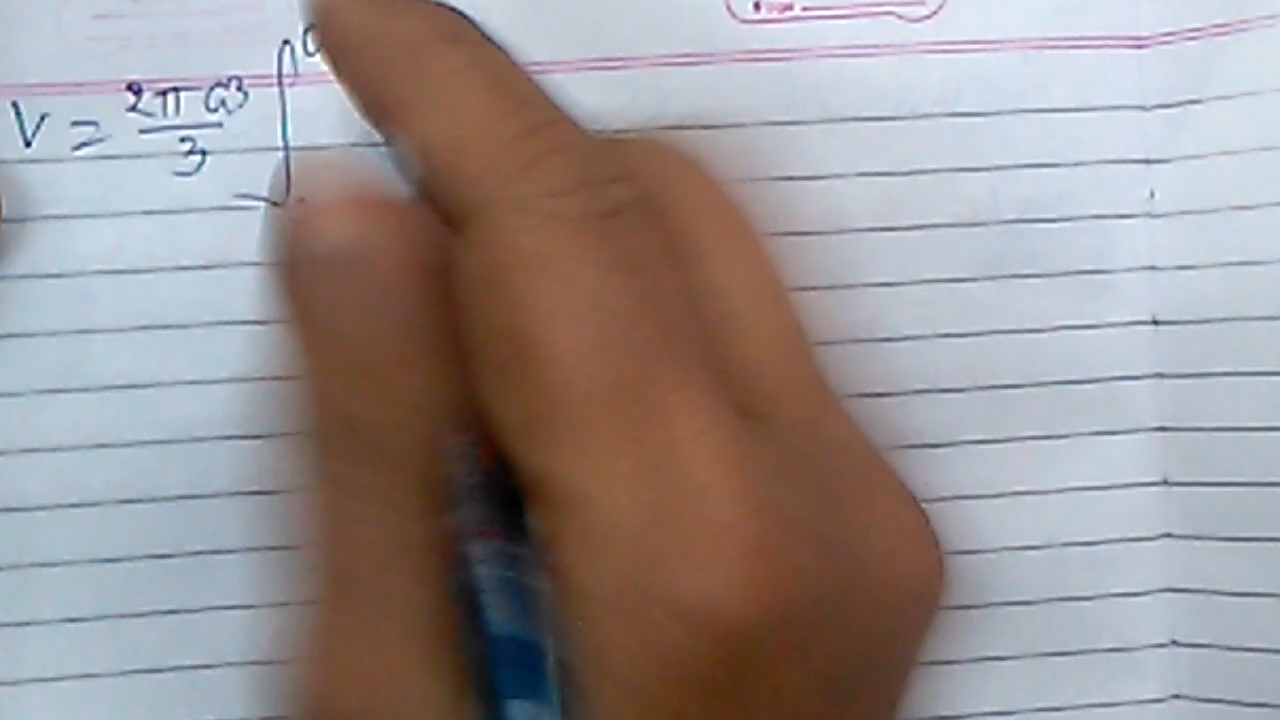 V = 2πa3/3 ∫